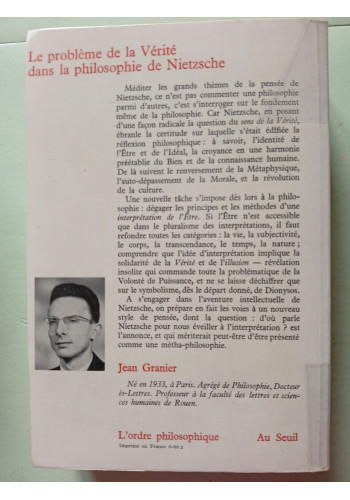 Le problème de la Vérité
dans la philosophie de Nietzsche
Méditer les grands thèmes de la pensée de
Nietzsche, ce n'est pas commenter une philosophie
parmi d'autres, c'est s'interroger sur le fondement
même de la philosophie. Car Nietzsche, en posant
d'une façon radicale la question du sens de la Vérité,
ébranle la certitude sur laquelle s'était édifiée la
réflexion philosophique : à savoir, l'identité de
l'Être et de l'Idéal, la croyance en une harmonie
préétablie du Bien et de la connaissance humaine.
De là suivent le renversement de la Métaphysique,
l'auto-dépassement de la Morale, et la révolution
de la culture.
Une nouvelle tâche s'impose dès lors à la philo-
sophie : dégager les principes et les méthodes d'une
interprétation de l'Être. Si l'Être n'est accessible
que dans le pluralisme des interprétations, il faut
refondre toutes les catégories : la vie, la subjectivité,
le corps, la transcendance, le temps, la nature ;
comprendre que l'idée d'interprétation implique la
solidarité de la Vérité et de l'illusion — révélation
insolite qui commande toute la problématique de la
Volonté de Puissance, et ne se laisse déchiffrer que
sur le symbolisme, dès le départ donné, de Dionysos.
A s'engager dans l'aventure intellectuelle de
Nietzsche, on prépare en fait les voies à un nouveau
style de pensée, dont la question : d'où parle
Nietzsche pour nous éveiller à l'interprétation ? est
l'annonce, et qui mériterait peut-être d'être présenté
comme une métha-philosophie.
Jean Granier
Né en 1933, à Paris. Agrégé de Philosophie, Docteur
ès-Lettres. Professeur à la faculté des lettres et scien-
ces humaines de Rouen.
L'ordre philosophique Au Seuil
Imprimé en France 9-66.2